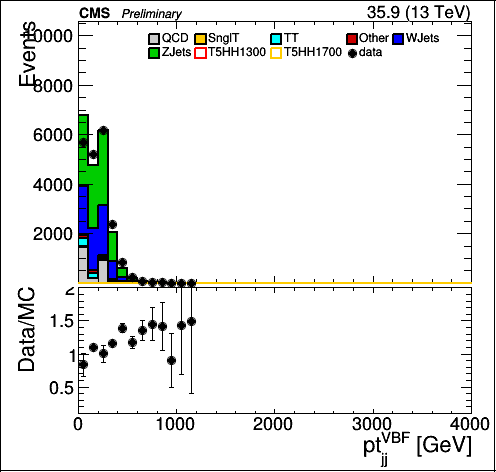 CMS Preliminary 35.9 (13 TeV)
Events
10000
8000
6000
4000
2000
QCD SnglT TT Other WJets
ZJets T5HH1300 T5HH1700 data
Data/MC
2
1.5
1
0.5
0 1000 2000 3000 4000
pt_jj^VBF [GeV]